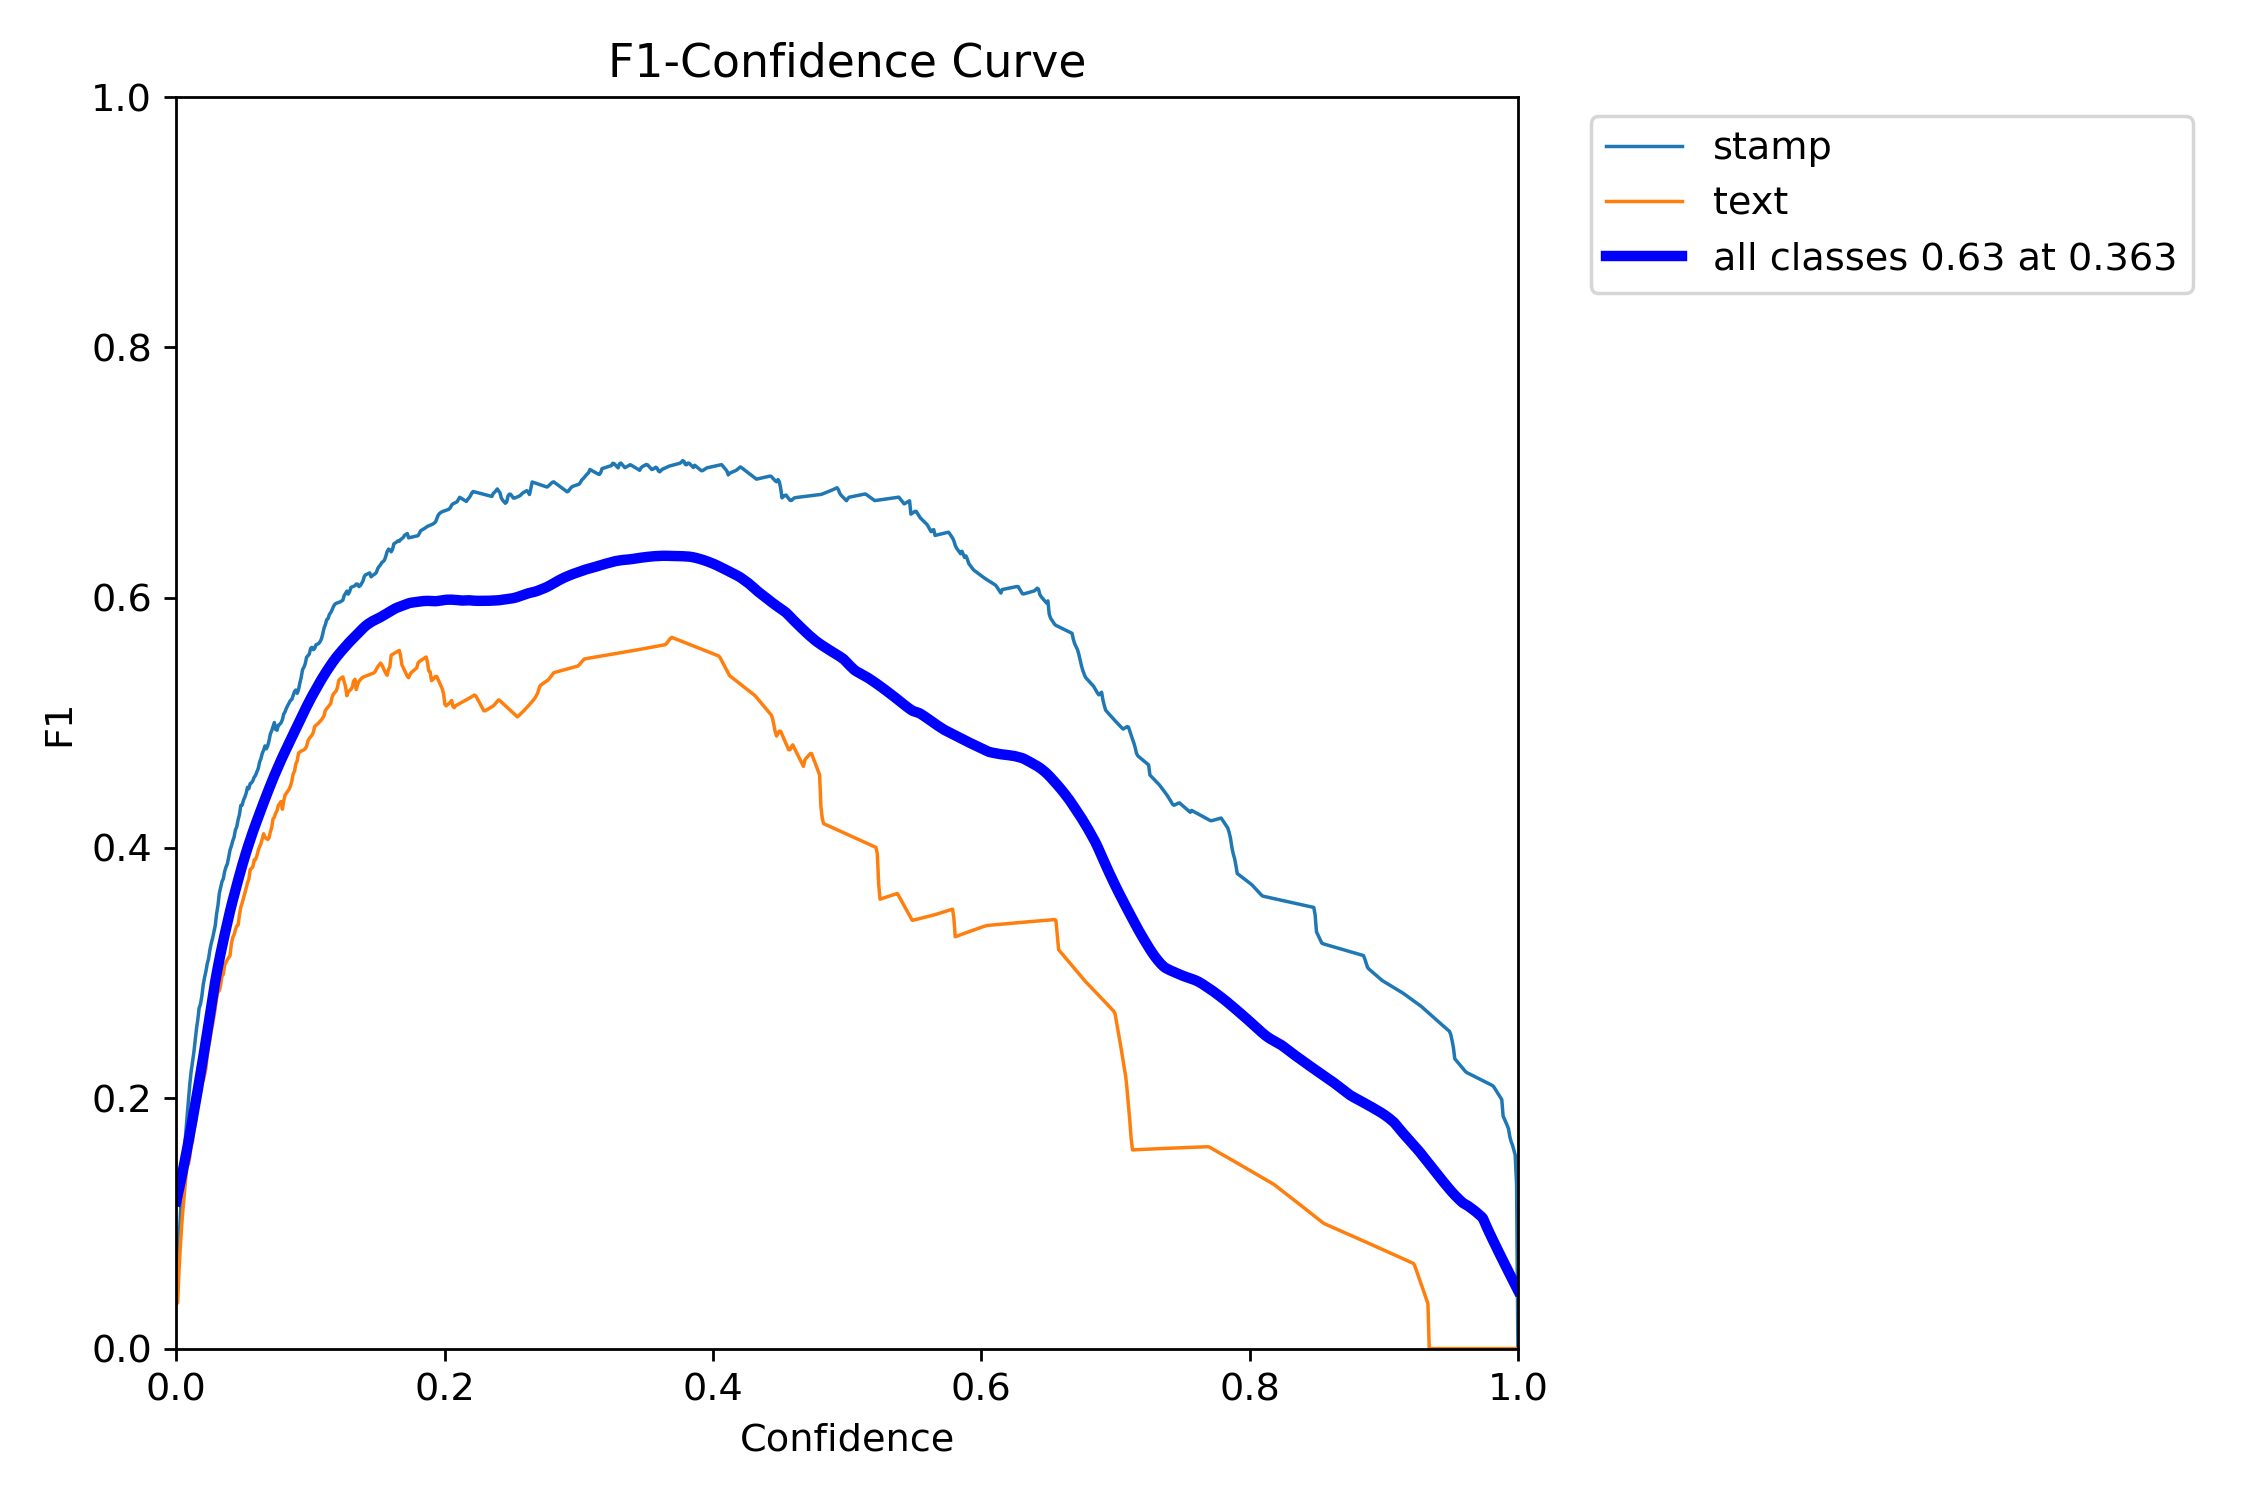 F1-Confidence Curve
1.0
0.8
0.6
0.4
0.2
0.0
F1
0.0 0.2 0.4 0.6 0.8 1.0
Confidence
stamp
text
all classes 0.63 at 0.363